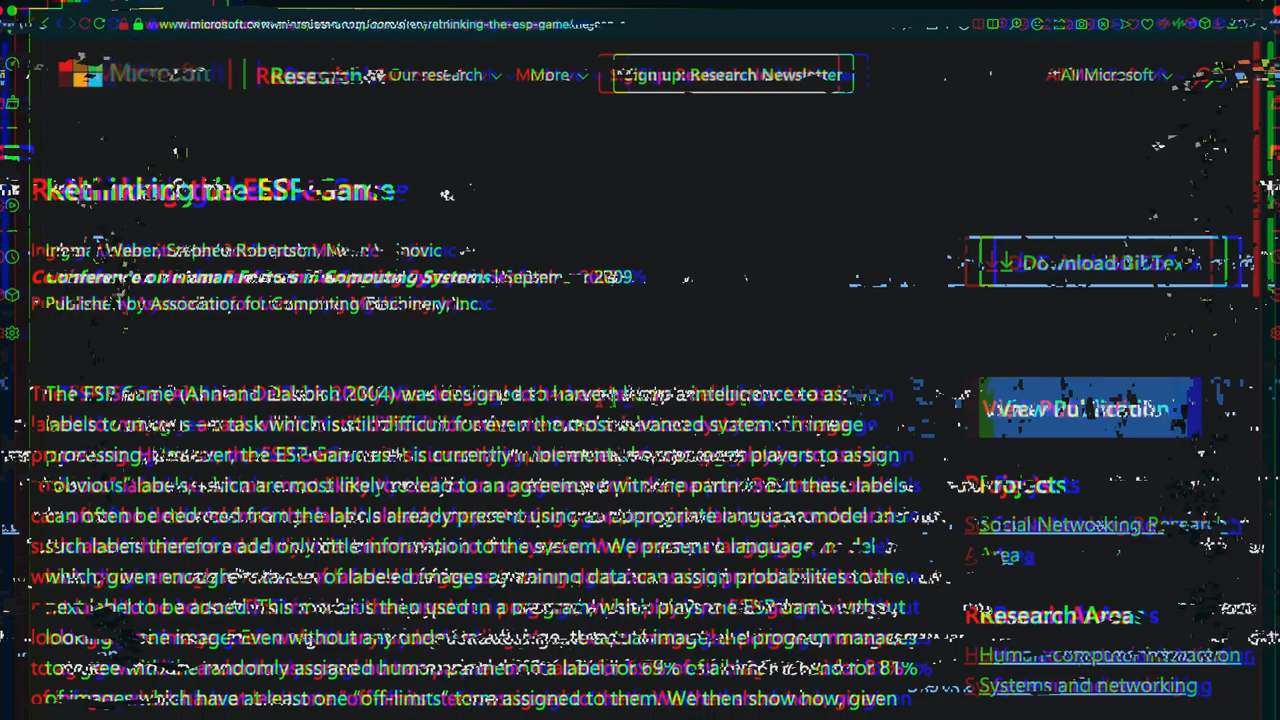 www.microsoft.com
Microsoft Research Our research More Sign up: Research Newsletter All Microsoft
Rethinking the ESP Game
Ingmar Weber, Stephen Robertson,
Conference on Human Factors in Computing Systems | September 2009
Published by Association for Computing Machinery, Inc.
Download BibTex
The ESP Game (Ahn and Dabbish 2004) was designed to harvest human intelligence to assign
labels to images – a task which is still difficult for even the most advanced systems in image
processing. However, the ESP Game as it is currently implemented encourages players to assign
"obvious" labels, which are most likely to lead to an agreement with the partner. But these labels
can often be deduced from the labels already present using an appropriate language model and
such labels therefore add only little information to the system. We present a language model
which, given enough instances of labeled images as training data, can assign probabilities to the next
label to be added. This model is then used in a program, which plays the ESP game without
looking at the image. Even without any understanding of the actual image, the program manages
to agree with the randomly assigned human partner on a label for 69% of all images, and for 81%
of images which have at least one "off-limits" term assigned to them. We then show how, given
View Publication
Projects
Social Networking Research
Area
Research Areas
Human-computer interaction
Systems and networking